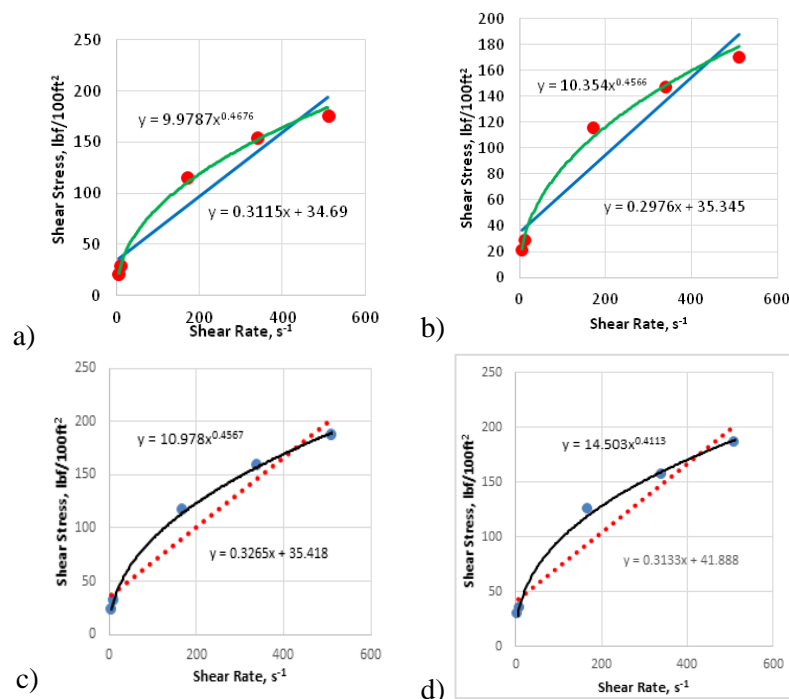 250
200
150
100
50
0
Shear Stress, lbf/100ft²
y = 9.9787x^0.4676
y = 0.3115x + 34.69
0 200 400 600
Shear Rate, s⁻¹
a)
200
180
160
140
120
100
80
60
40
20
0
Shear Stress, lbf/100ft²
y = 10.354x^0.4566
y = 0.2976x + 35.345
0 200 400 600
Shear Rate, s⁻¹
b)
250
200
150
100
50
0
Shear Stress, lbf/100ft²
y = 10.978x^0.4567
y = 0.3265x + 35.418
0 200 400 600
Shear Rate, s⁻¹
c)
250
200
150
100
50
0
Shear Stress, lbf/100ft²
y = 14.503x^0.4113
y = 0.3133x + 41.888
0 200 400 600
Shear Rate, s⁻¹
d)